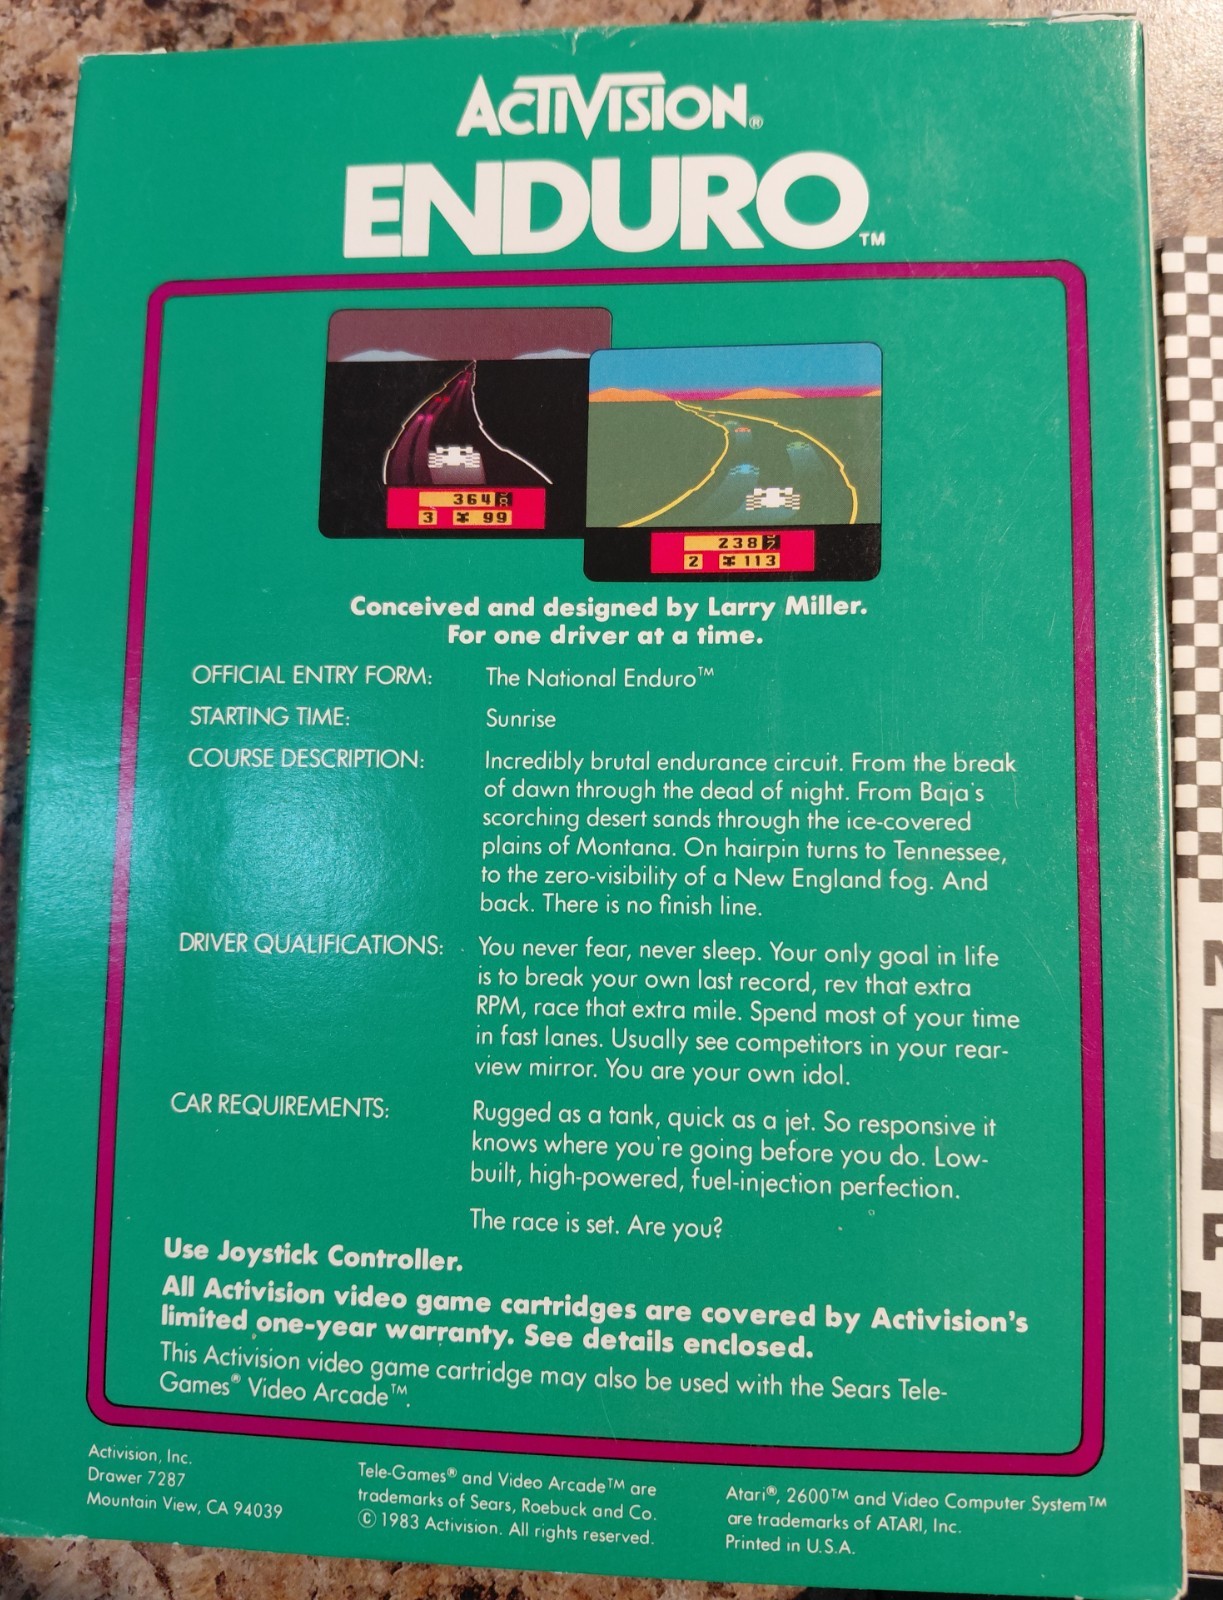 ACTIVISION®
ENDURO™
364
3 99
238
2 113
Conceived and designed by Larry Miller.
For one driver at a time.
OFFICIAL ENTRY FORM: The National Enduro™
STARTING TIME: Sunrise
COURSE DESCRIPTION: Incredibly brutal endurance circuit. From the break
of dawn through the dead of night. From Baja's
scorching desert sands through the ice-covered
plains of Montana. On hairpin turns to Tennessee,
to the zero-visibility of a New England fog. And
back. There is no finish line.
DRIVER QUALIFICATIONS: You never fear, never sleep. Your only goal in life
is to break your own last record, rev that extra
RPM, race that extra mile. Spend most of your time
in fast lanes. Usually see competitors in your rear-
view mirror. You are your own idol.
CAR REQUIREMENTS: Rugged as a tank, quick as a jet. So responsive it
knows where you're going before you do. Low-
built, high-powered, fuel-injection perfection.
The race is set. Are you?
Use Joystick Controller.
All Activision video game cartridges are covered by Activision's
limited one-year warranty. See details enclosed.
This Activision video game cartridge may also be used with the Sears Tele-
Games® Video Arcade™.
Activision, Inc.
Drawer 7287
Mountain View, CA 94039
Tele-Games® and Video Arcade™ are
trademarks of Sears, Roebuck and Co.
© 1983 Activision. All rights reserved.
Atari®, 2600™ and Video Computer System™
are trademarks of ATARI, Inc.
Printed in U.S.A.